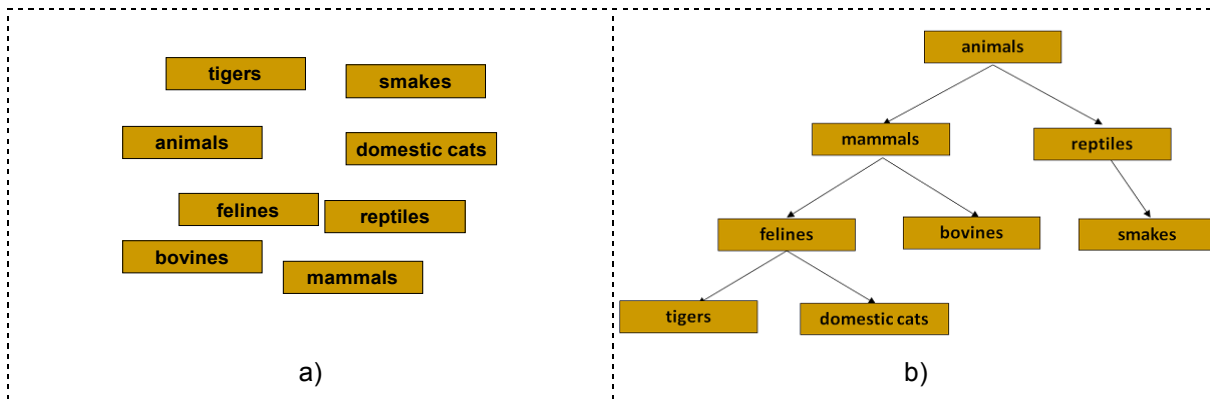 tigers
smakes
animals
domestic cats
felines
reptiles
bovines
mammals
a)
animals
mammals
reptiles
felines
bovines
smakes
tigers
domestic cats
b)